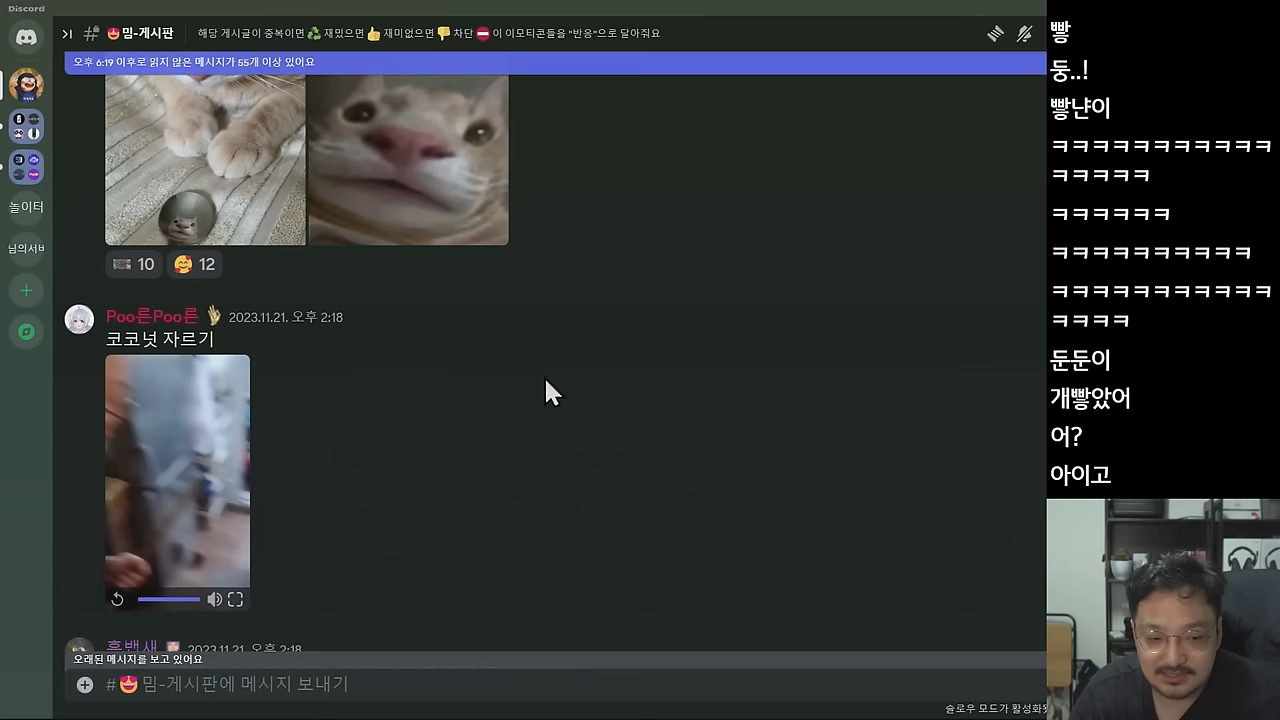 Discord
밈-게시판
해당 게시글이 중복이면 재밌으면 재미없으면 차단 이 이모티콘들을 "반응"으로 달아줘요
오후 6:19 이후로 읽지 않은 메시지가 55개 이상 있어요
놀이터
님의서버
10 12
Poo른Poo른 2023.11.21. 오후 2:18
코코넛 자르기
2023.11.21. 오후 2:18
오래된 메시지를 보고 있어요
#밈-게시판에 메시지 보내기
슬로우 모드가 활성화
빻
둥..!
빻냔이
ㅋㅋㅋㅋㅋㅋㅋㅋㅋㅋㅋ
ㅋㅋㅋㅋㅋ
ㅋㅋㅋㅋㅋㅋ
ㅋㅋㅋㅋㅋㅋㅋㅋㅋㅋ
ㅋㅋㅋㅋㅋㅋㅋㅋㅋㅋㅋ
ㅋㅋㅋㅋ
둔둔이
개빻았어
어?
아이고